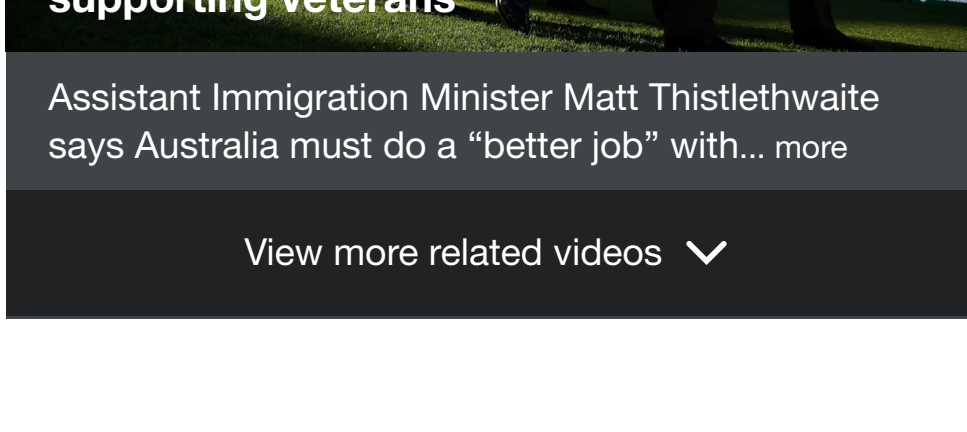 supporting veterans
Assistant Immigration Minister Matt Thistlethwaite
says Australia must do a “better job” with... more
View more related videos